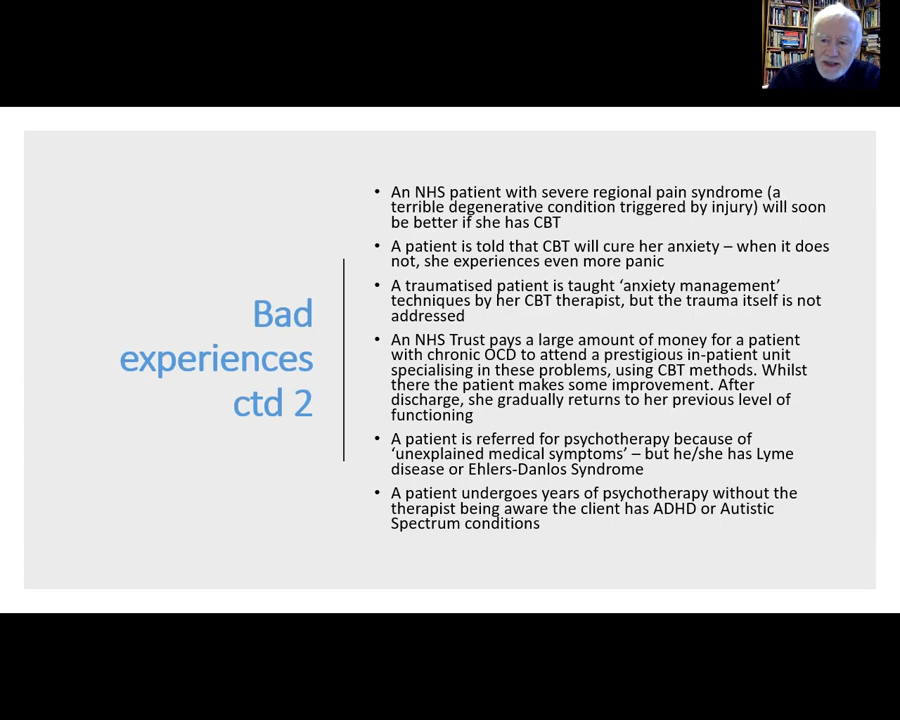 Bad
experiences
ctd 2
• An NHS patient with severe regional pain syndrome (a
terrible degenerative condition triggered by injury) will soon
be better if she has CBT
• A patient is told that CBT will cure her anxiety – when it does
not, she experiences even more panic
• A traumatised patient is taught ‘anxiety management’
techniques by her CBT therapist, but the trauma itself is not
addressed
• An NHS Trust pays a large amount of money for a patient
with chronic OCD to attend a prestigious in-patient unit
specialising in these problems, using CBT methods. Whilst
there the patient makes some improvement. After
discharge, she gradually returns to her previous level of
functioning
• A patient is referred for psychotherapy because of
‘unexplained medical symptoms’ – but he/she has Lyme
disease or Ehlers-Danlos Syndrome
• A patient undergoes years of psychotherapy without the
therapist being aware the client has ADHD or Autistic
Spectrum conditions